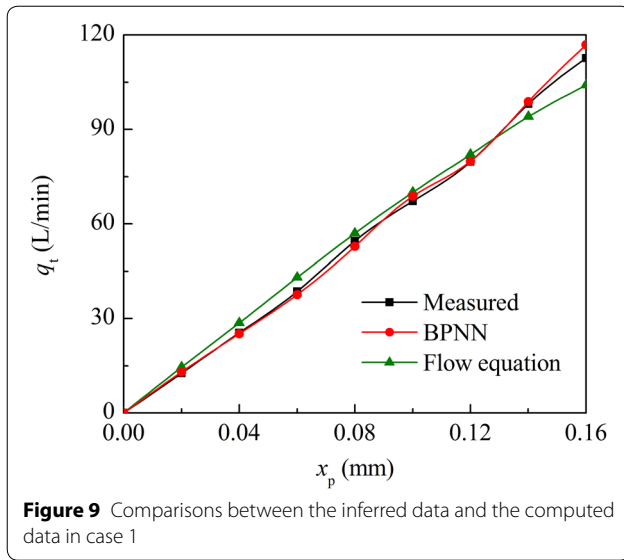 120
90
60
30
0
q_t (L/min)
Measured
BPNN
Flow equation
0.00 0.04 0.08 0.12 0.16
x_p (mm)
Figure 9 Comparisons between the inferred data and the computed
data in case 1